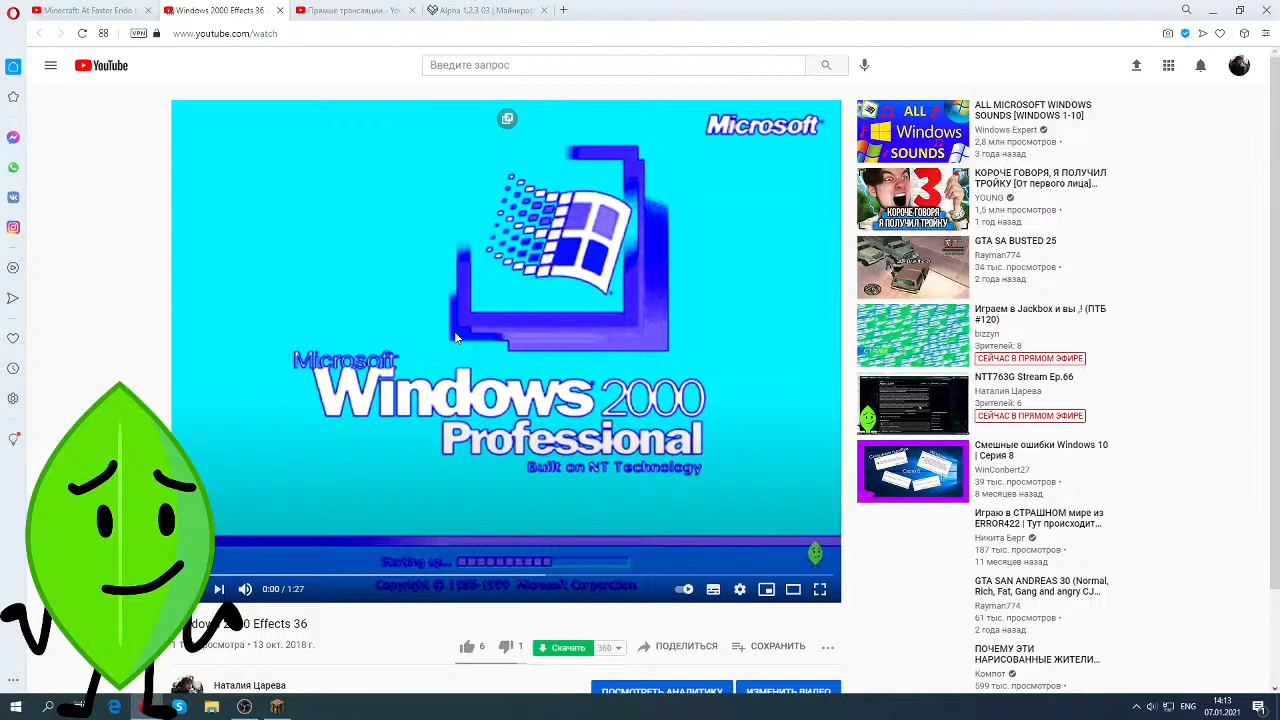 Minecraft: At Faster Endo
Windows 2000 Effects 36 -
Прямые трансляции. -
Alpha 1.2.3.03 | Майнкра
VPN
www.youtube.com/watch
YouTube
Введите запрос
Microsoft
Microsoft
Windows 2000
Professional
Built on NT Technology
Starting up...
Copyright © 1985-1999 Microsoft Corporation
0:00 / 1:27
2000 Effects 36
13 окт. 2018 г.
6
1
Скачать
360
ПОДЕЛИТЬСЯ
СОХРАНИТЬ
Наталия Царева
ПОСМОТРЕТЬ АНАЛИТИКУ
ИЗМЕНИТЬ ВИДЕО
ALL
Windows
SOUNDS
ALL MICROSOFT WINDOWS
SOUNDS [WINDOWS 1-10]
Windows Expert
2,8 млн просмотров •
3 года назад
3
КОРОЧЕ ГОВОРЯ,
Я ПОЛУЧИЛ ТРОЙКУ
КОРОЧЕ ГОВОРЯ, Я ПОЛУЧИЛ
ТРОЙКУ [От первого лица]...
YOUNG
1,5 млн просмотров •
1 год назад
GTA SA BUSTED 25
Rayman774
34 тыс. просмотров •
2 года назад
Играем в Jackbox и вы ,! (ПТБ
#120)
bizzyn
Зрителей: 8
СЕЙЧАС В ПРЯМОМ ЭФИРЕ
NTT763G Stream Ep.66
Наталия Царева
Зрителей: 6
СЕЙЧАС В ПРЯМОМ ЭФИРЕ
Смешные ошибки Windows 10
| Серия 8
WinConbert27
39 тыс. просмотров •
8 месяцев назад
Играю в СТРАШНОМ мире из
ERROR422 | Тут происходит...
Никита Берг
187 тыс. просмотров •
11 месяцев назад
GTA SAN ANDREAS 30 (Normal,
Rich, Fat, Gang and angry CJ...
Rayman774
61 тыс. просмотров •
2 года назад
ПОЧЕМУ ЭТИ
НАРИСОВАННЫЕ ЖИТЕЛИ...
Компот
599 тыс. просмотров •
ENG
14:13
07.01.2021